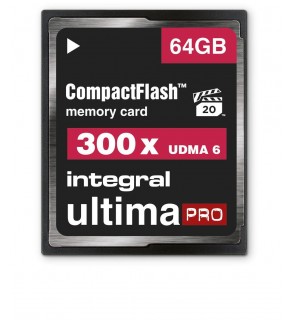 64GB
CompactFlash™
memory card
20
300 x UDMA 6
integral
ultima PRO